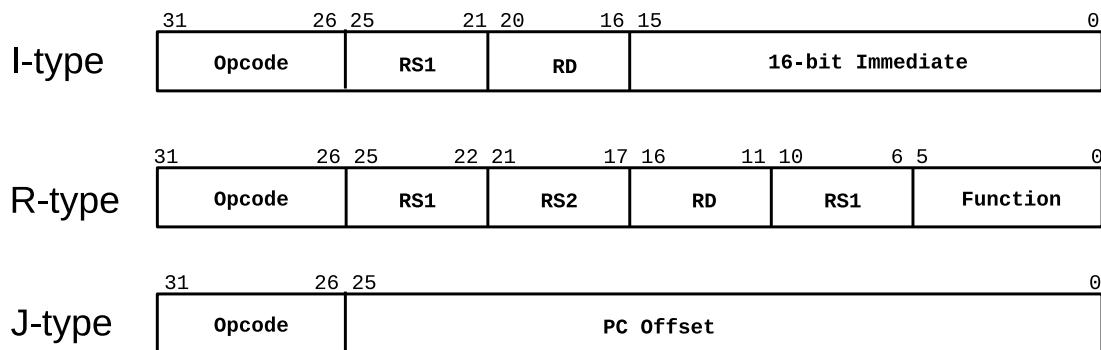 31 26 25 21 20 16 15 0
I-type Opcode RS1 RD 16-bit Immediate
31 26 25 22 21 17 16 11 10 6 5 0
R-type Opcode RS1 RS2 RD RS1 Function
31 26 25 0
J-type Opcode PC Offset